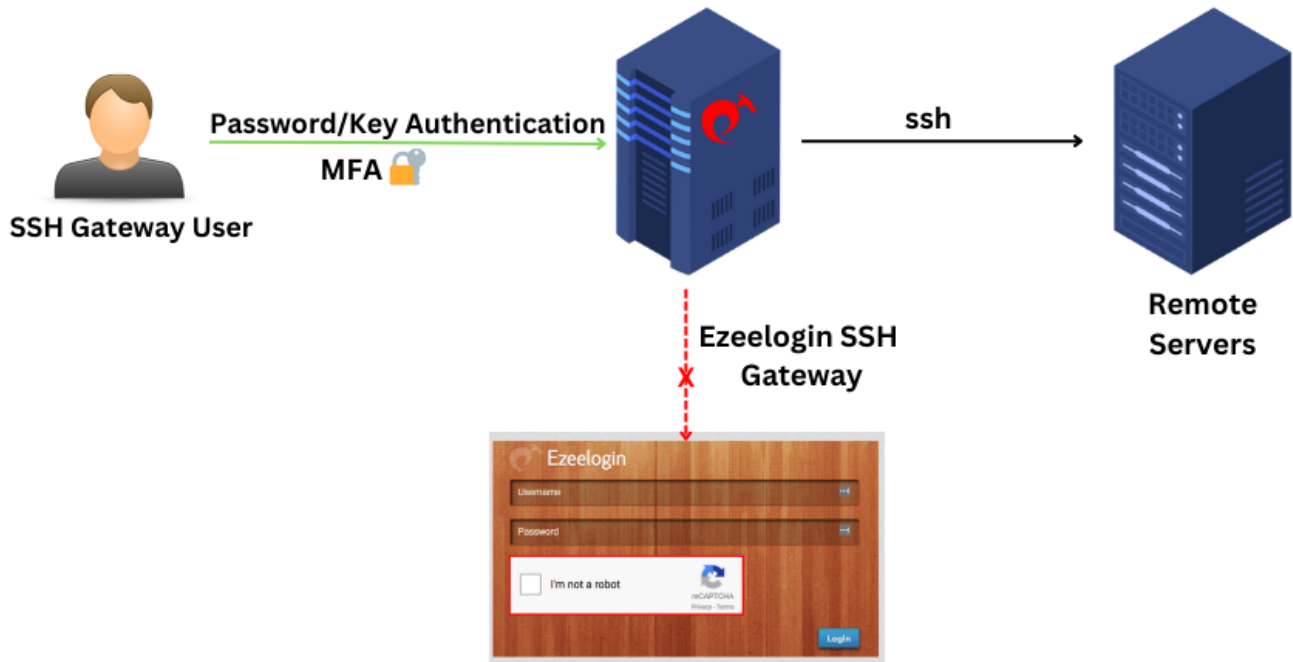 Password/Key Authentication
MFA
SSH Gateway User
ssh
Remote
Servers
Ezeelogin SSH
Gateway
X
Ezeelogin
Username
Password
I'm not a robot
reCAPTCHA
Privacy - Terms
Login